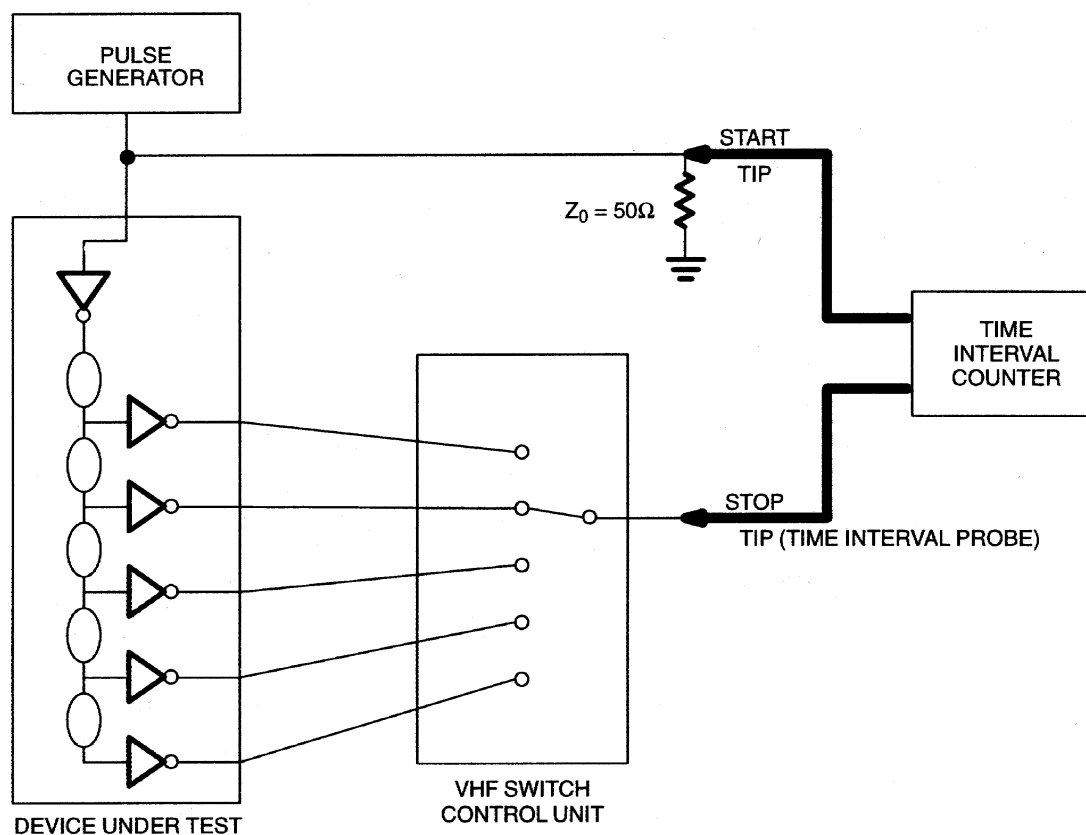 PULSE
GENERATOR
START
TIP
Z₀ = 50Ω
TIME
INTERVAL
COUNTER
STOP
TIP (TIME INTERVAL PROBE)
VHF SWITCH
CONTROL UNIT
DEVICE UNDER TEST